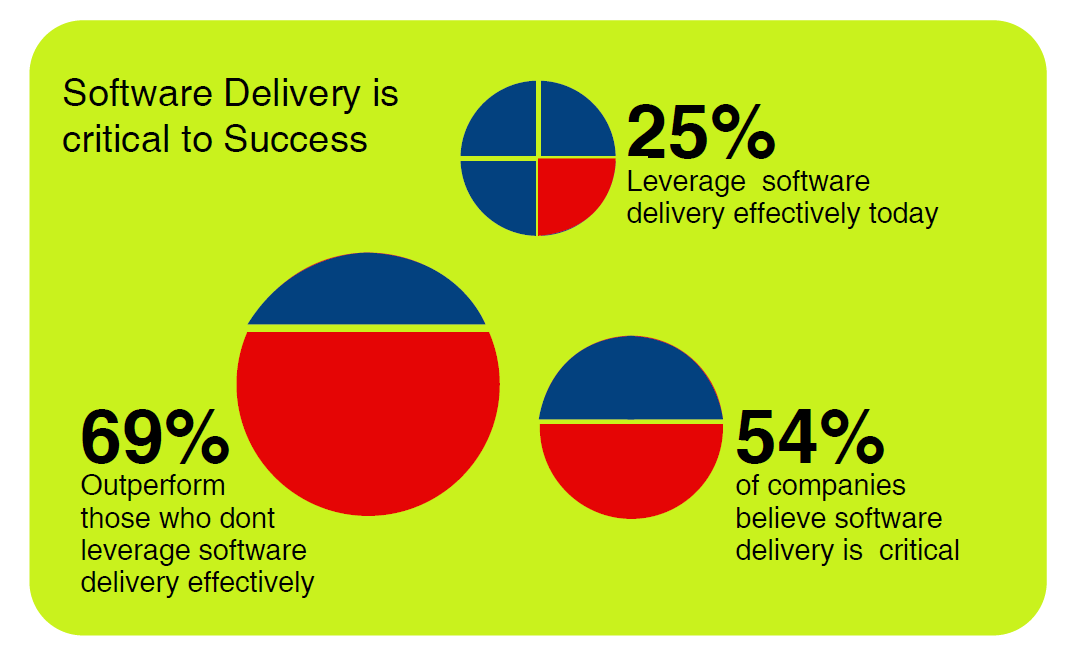 Software Delivery is
critical to Success
25%
Leverage  software
delivery effectively today
69%
Outperform
those who dont
leverage software
delivery effectively
54%
of companies
believe software
delivery is  critical